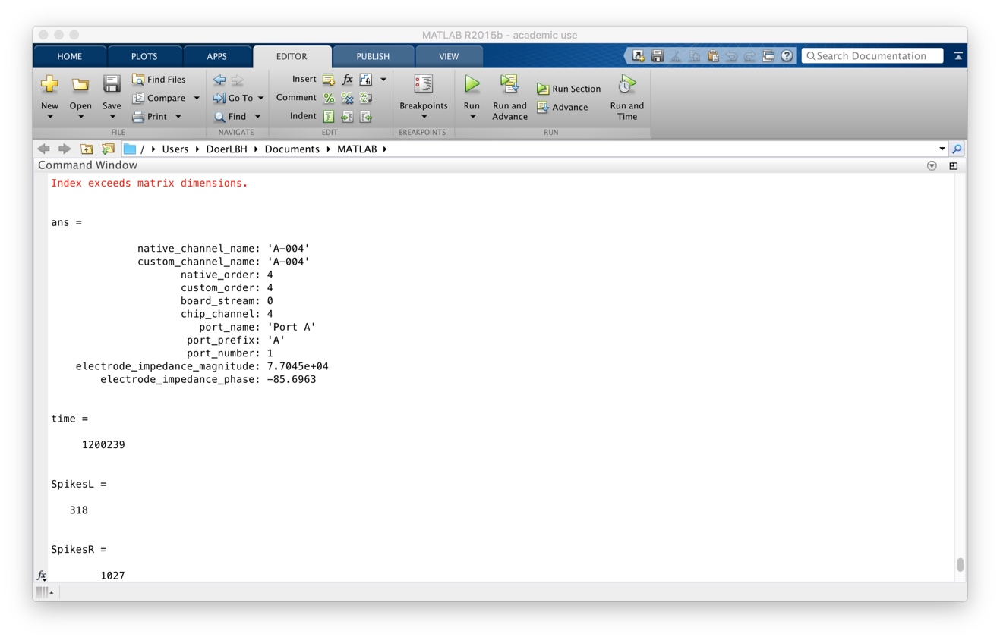 MATLAB R2015b - academic use
HOME PLOTS APPS EDITOR PUBLISH VIEW Search Documentation
New Open Save Find Files Compare Print
FILE
Go To Find
NAVIGATE
Insert fx
Comment
Indent
EDIT
Breakpoints
BREAKPOINTS
Run Run and Advance Run Section Advance Run and Time
RUN
/ Users DoerLBH Documents MATLAB
Command Window
Index exceeds matrix dimensions.
ans =
native_channel_name: 'A-004'
custom_channel_name: 'A-004'
native_order: 4
custom_order: 4
board_stream: 0
chip_channel: 4
port_name: 'Port A'
port_prefix: 'A'
port_number: 1
electrode_impedance_magnitude: 7.7045e+04
electrode_impedance_phase: -85.6963
time =
1200239
SpikesL =
318
SpikesR =
fx 1027